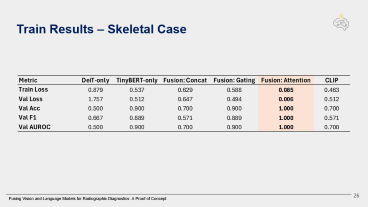 Train Results – Skeletal Case
Metric DeiT-only TinyBERT-only Fusion: Concat Fusion: Gating Fusion: Attention CLIP
Train Loss 0.879 0.537 0.629 0.588 0.085 0.463
Val Loss 1.757 0.512 0.647 0.494 0.006 0.512
Val Acc 0.500 0.900 0.700 0.900 1.000 0.700
Val F1 0.667 0.889 0.571 0.889 1.000 0.571
Val AUROC 0.500 0.900 0.700 0.900 1.000 0.700
Fusing Vision and Language Models for Radiographic Diagnostics: A Proof of Concept
26